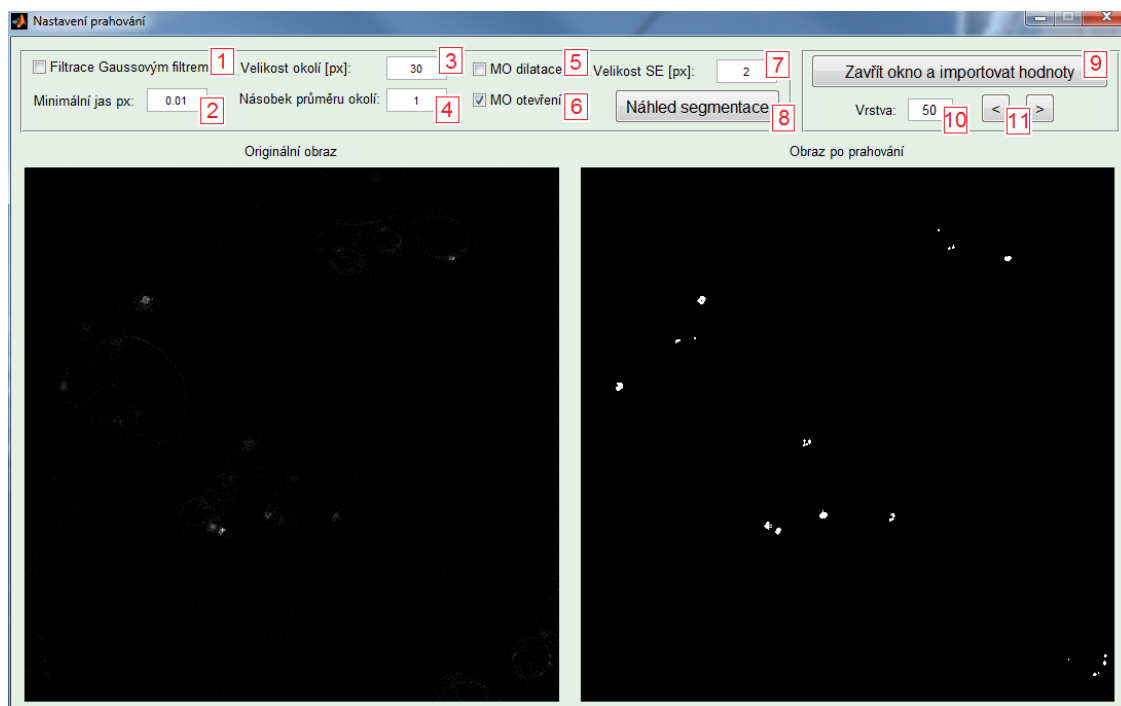 Nastavení prahování
Filtrace Gaussovým filtrem 1 Velikost okolí [px]: 30 3 MO dilatace 5 Velikost SE [px]: 2 7 Zavřít okno a importovat hodnoty 9
Minimální jas px: 0.01 2 Násobek průměru okolí: 1 4 MO otevření 6 Náhled segmentace 8 Vrstva: 50 10 < 11 >
Originální obraz Obraz po prahování